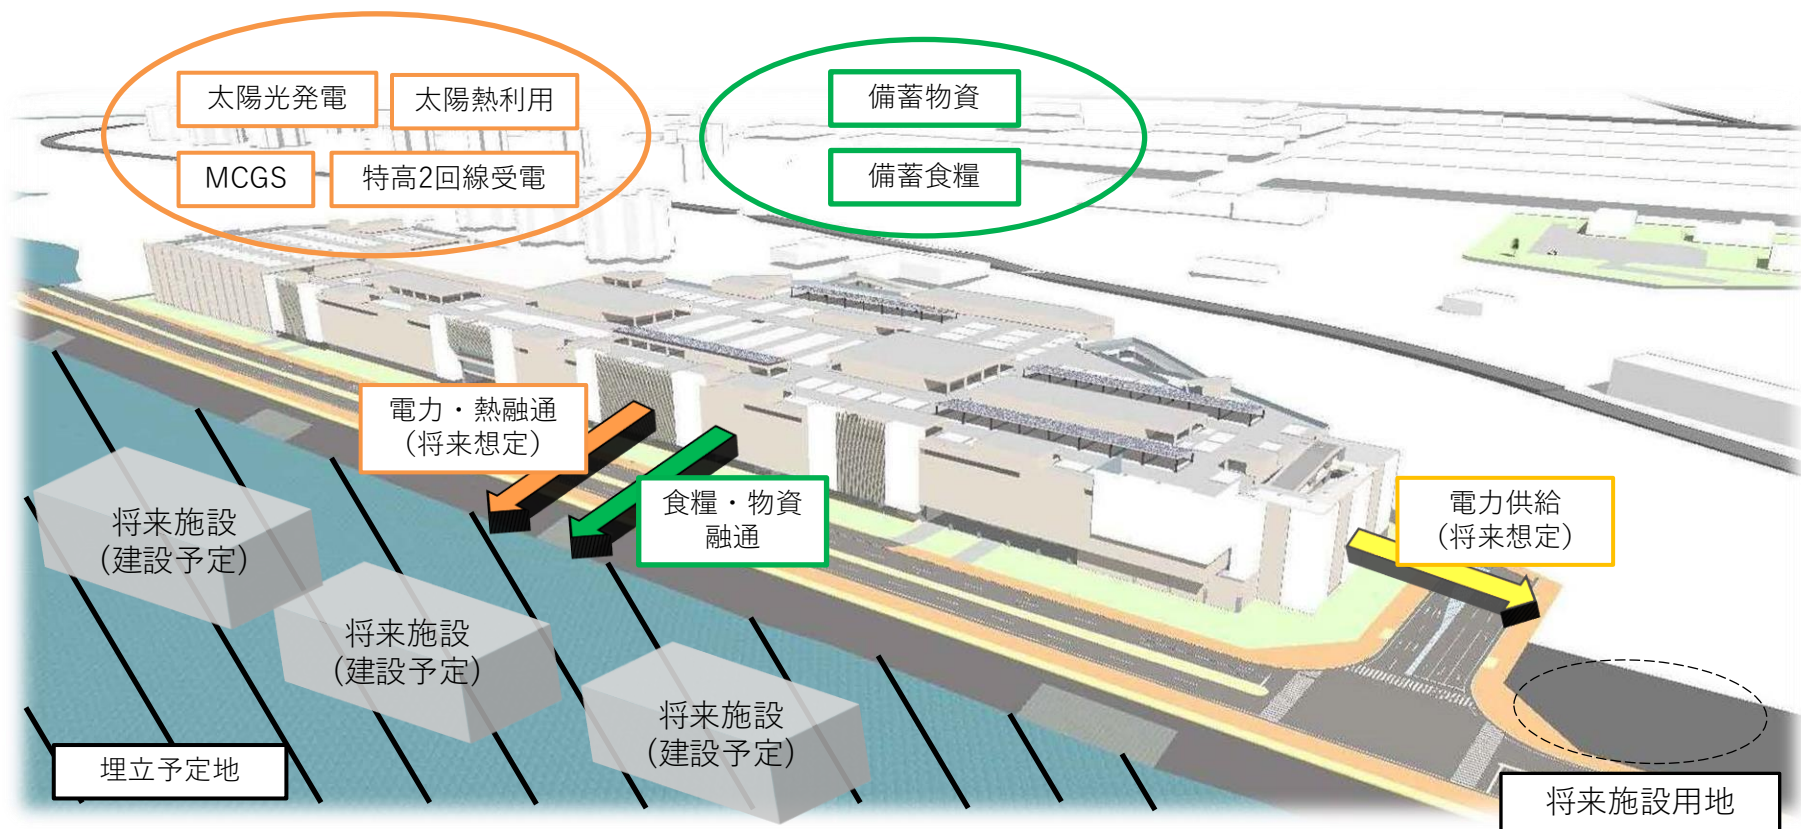 太陽光発電
太陽熱利用
MCGS
特高2回線受電
備蓄物資
備蓄食糧
電力・熱融通
(将来想定)
食糧・物資
融通
電力供給
(将来想定)
将来施設
(建設予定)
将来施設
(建設予定)
将来施設
(建設予定)
埋立予定地
将来施設用地